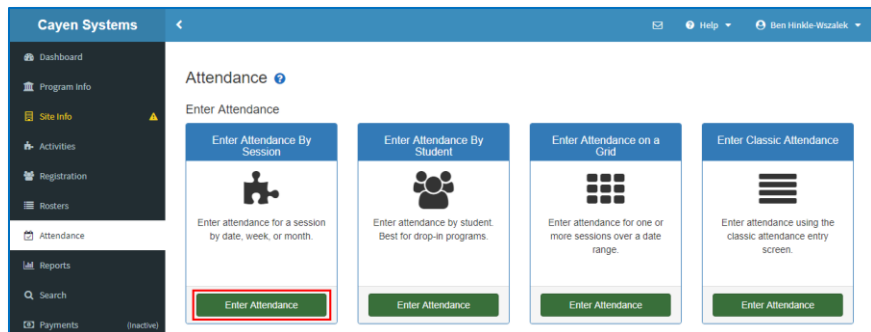 Cayen Systems
Help
Ben Hinkle-Wszalek
Dashboard
Program Info
Site Info
Activities
Registration
Rosters
Attendance
Reports
Search
Payments (Inactive)
Attendance
Enter Attendance
Enter Attendance By
Session
Enter attendance for a session
by date, week, or month.
Enter Attendance
Enter Attendance By
Student
Enter attendance by student.
Best for drop-in programs.
Enter Attendance
Enter Attendance on a
Grid
Enter attendance for one or
more sessions over a date
range.
Enter Attendance
Enter Classic Attendance
Enter attendance using the
classic attendance entry
screen.
Enter Attendance